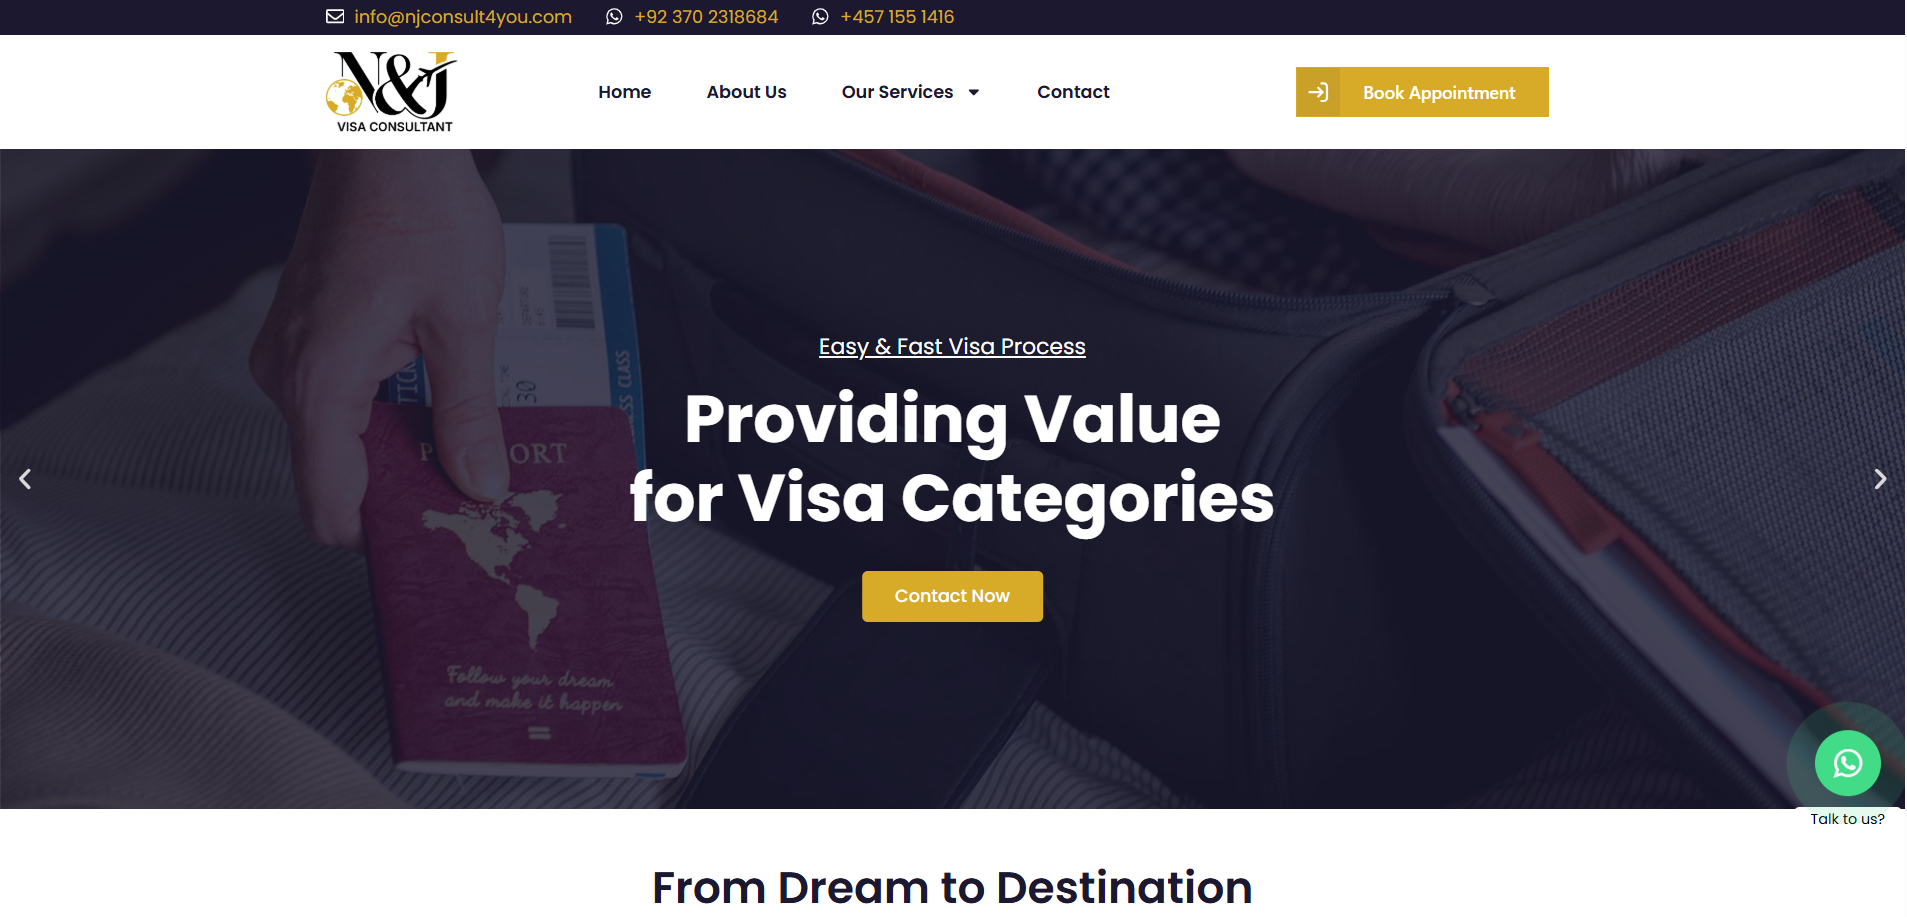 info@njconsult4you.com +92 370 2318684 +457 155 1416
N&J
VISA CONSULTANT
Home About Us Our Services Contact
Book Appointment
Easy & Fast Visa Process
Providing Value
for Visa Categories
Contact Now
CLASS
30
ORT
Follow your dream
and make it happen
Talk to us?
From Dream to Destination